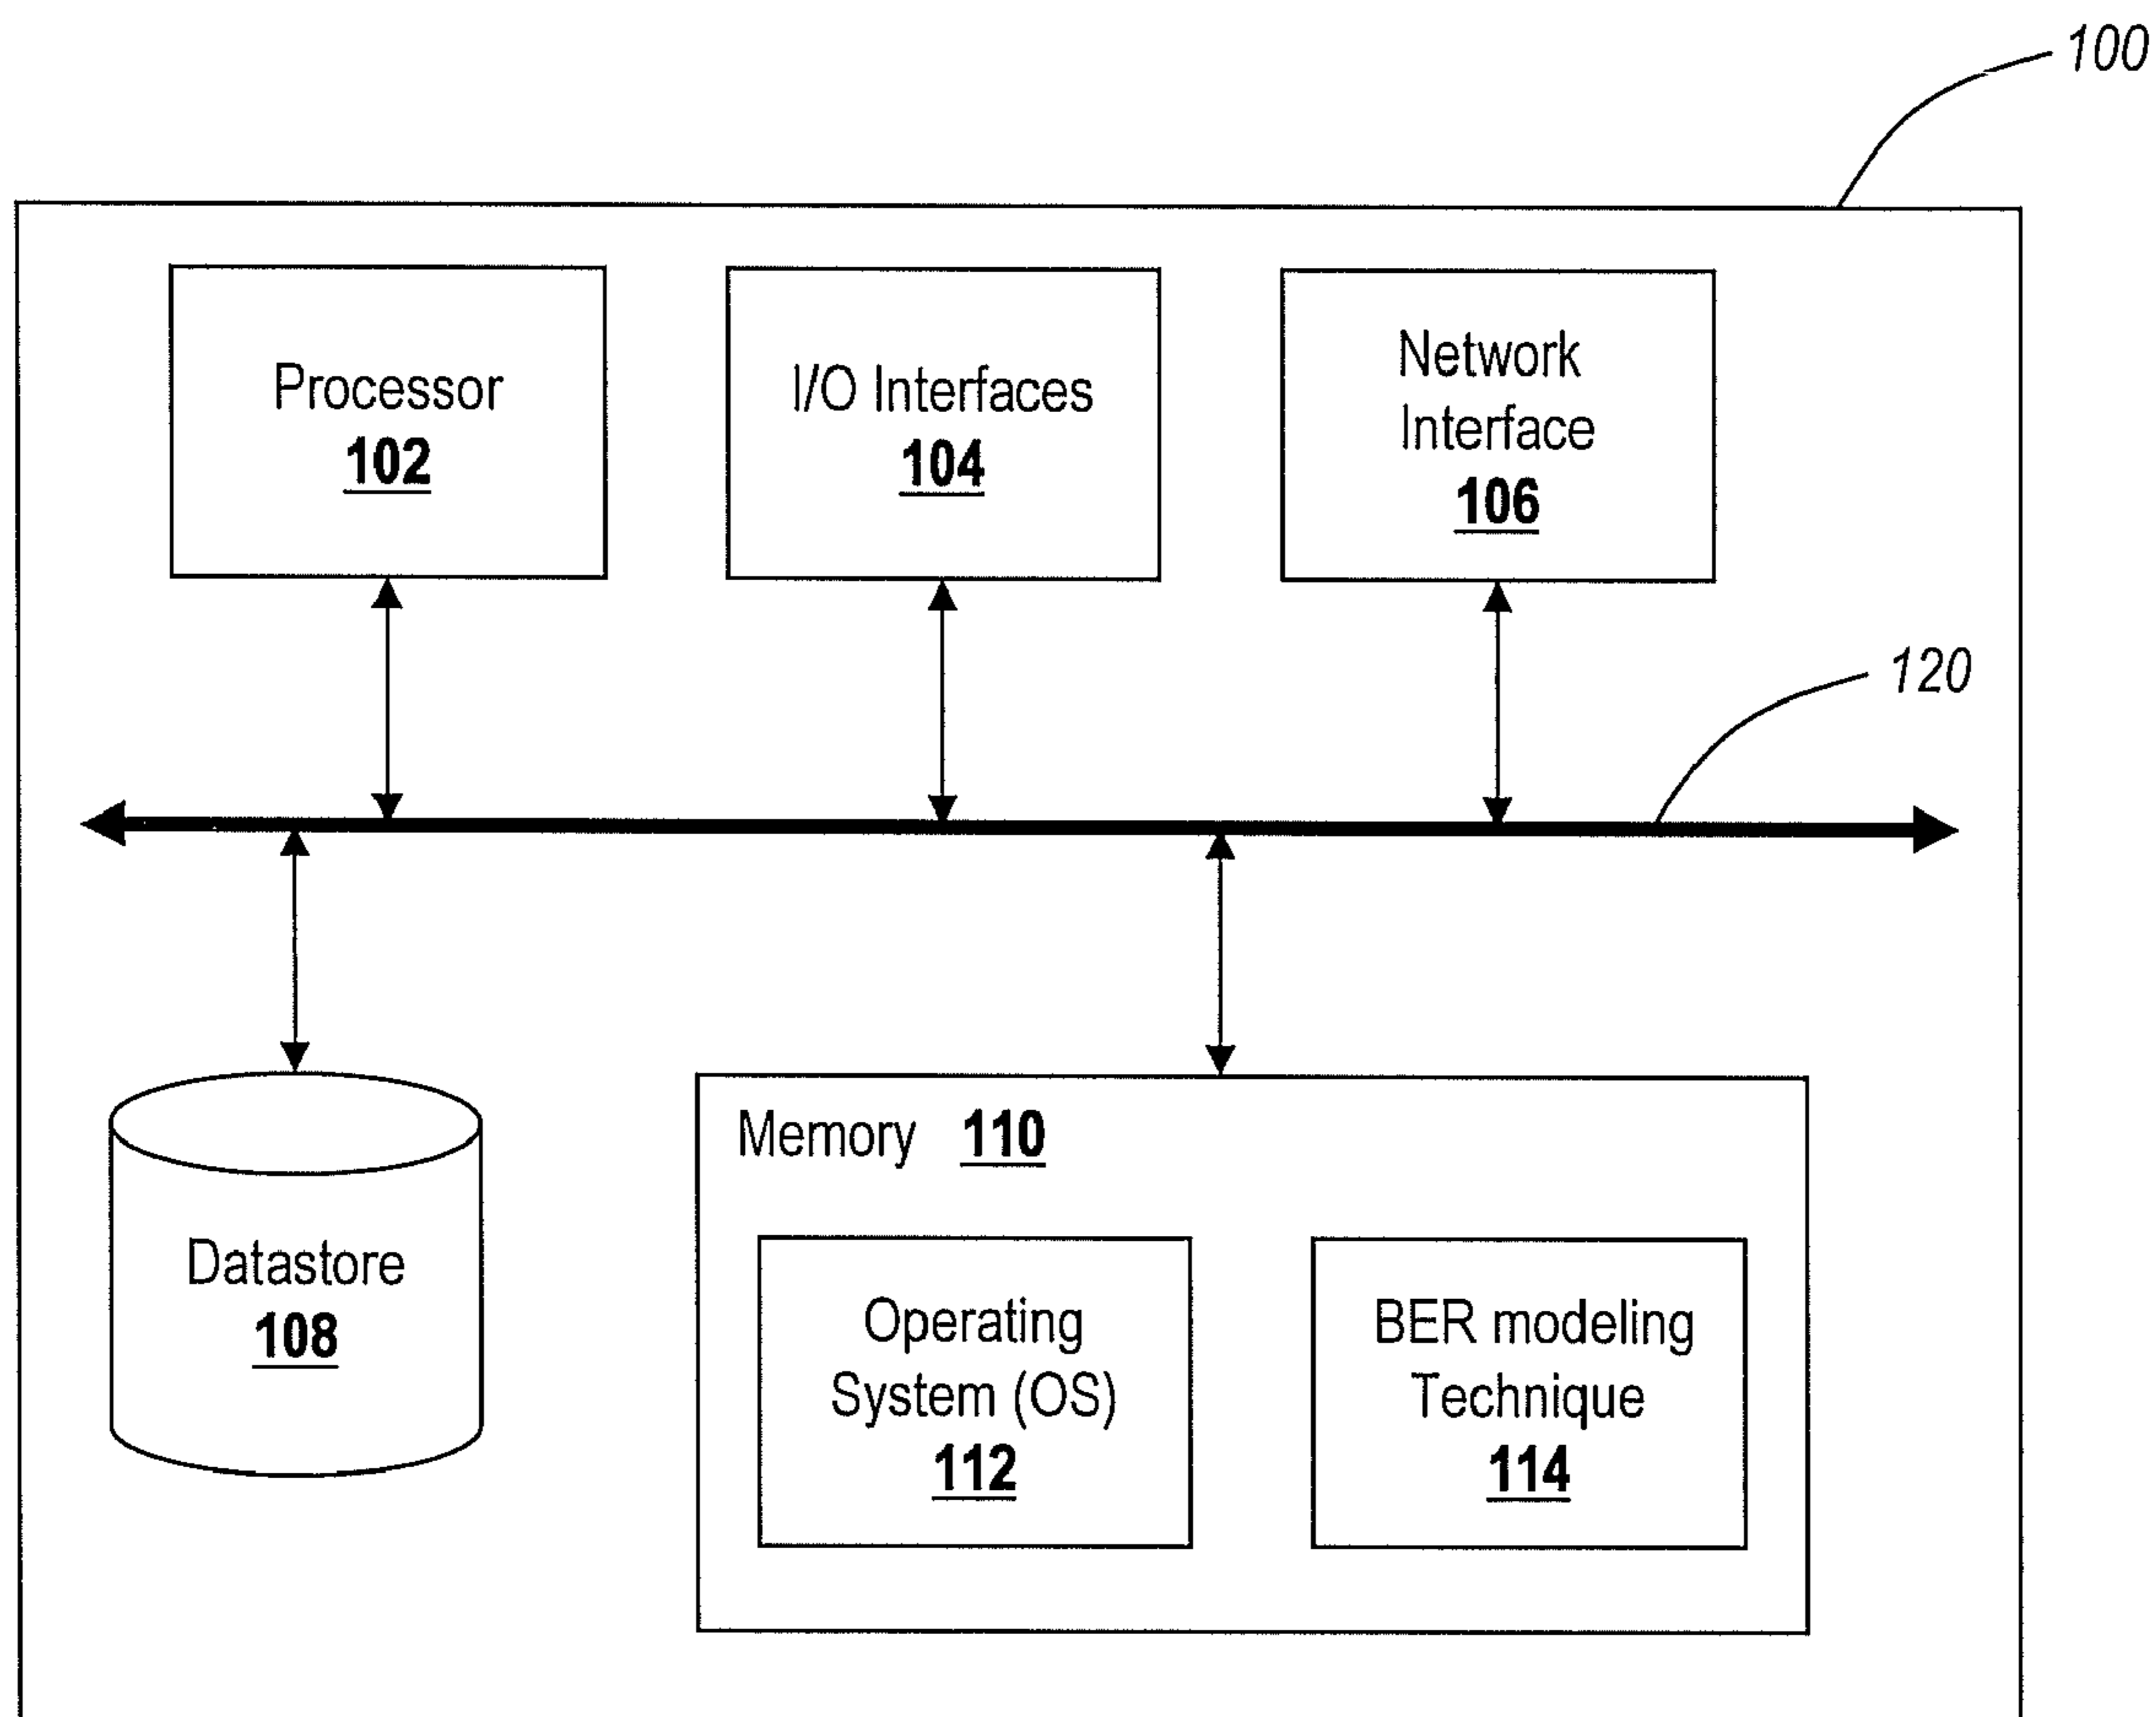 100
Processor
102
I/O Interfaces
104
Network
Interface
106
120
Datastore
108
Memory 110
Operating
System (OS)
112
BER modeling
Technique
114